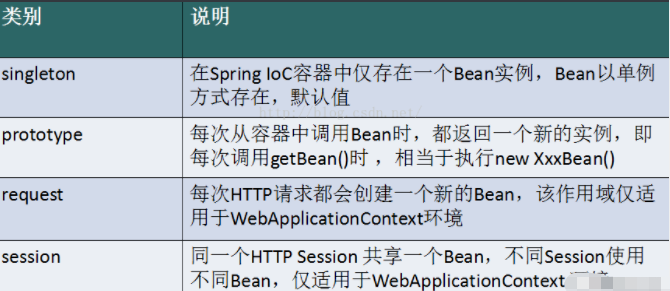 类别 说明
singleton
在Spring IoC容器中仅存在一个Bean实例，Bean以单例
方式存在，默认值
http://blog.csdn.net/
prototype
每次从容器中调用Bean时，都返回一个新的实例，即
每次调用getBean()时 ，相当于执行new XxxBean()
request
每次HTTP请求都会创建一个新的Bean，该作用域仅适
用于WebApplicationContext环境
session
同一个HTTP Session 共享一个Bean，不同Session使用
不同Bean，仅适用于WebApplicationContext